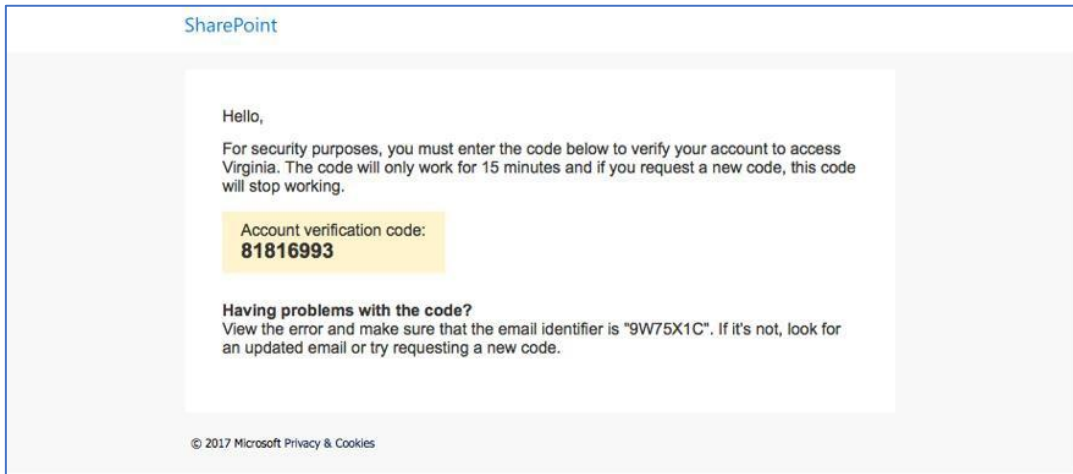 SharePoint
Hello,
For security purposes, you must enter the code below to verify your account to access
Virginia. The code will only work for 15 minutes and if you request a new code, this code
will stop working.
Account verification code:
81816993
Having problems with the code?
View the error and make sure that the email identifier is "9W75X1C". If it's not, look for
an updated email or try requesting a new code.
© 2017 Microsoft Privacy & Cookies